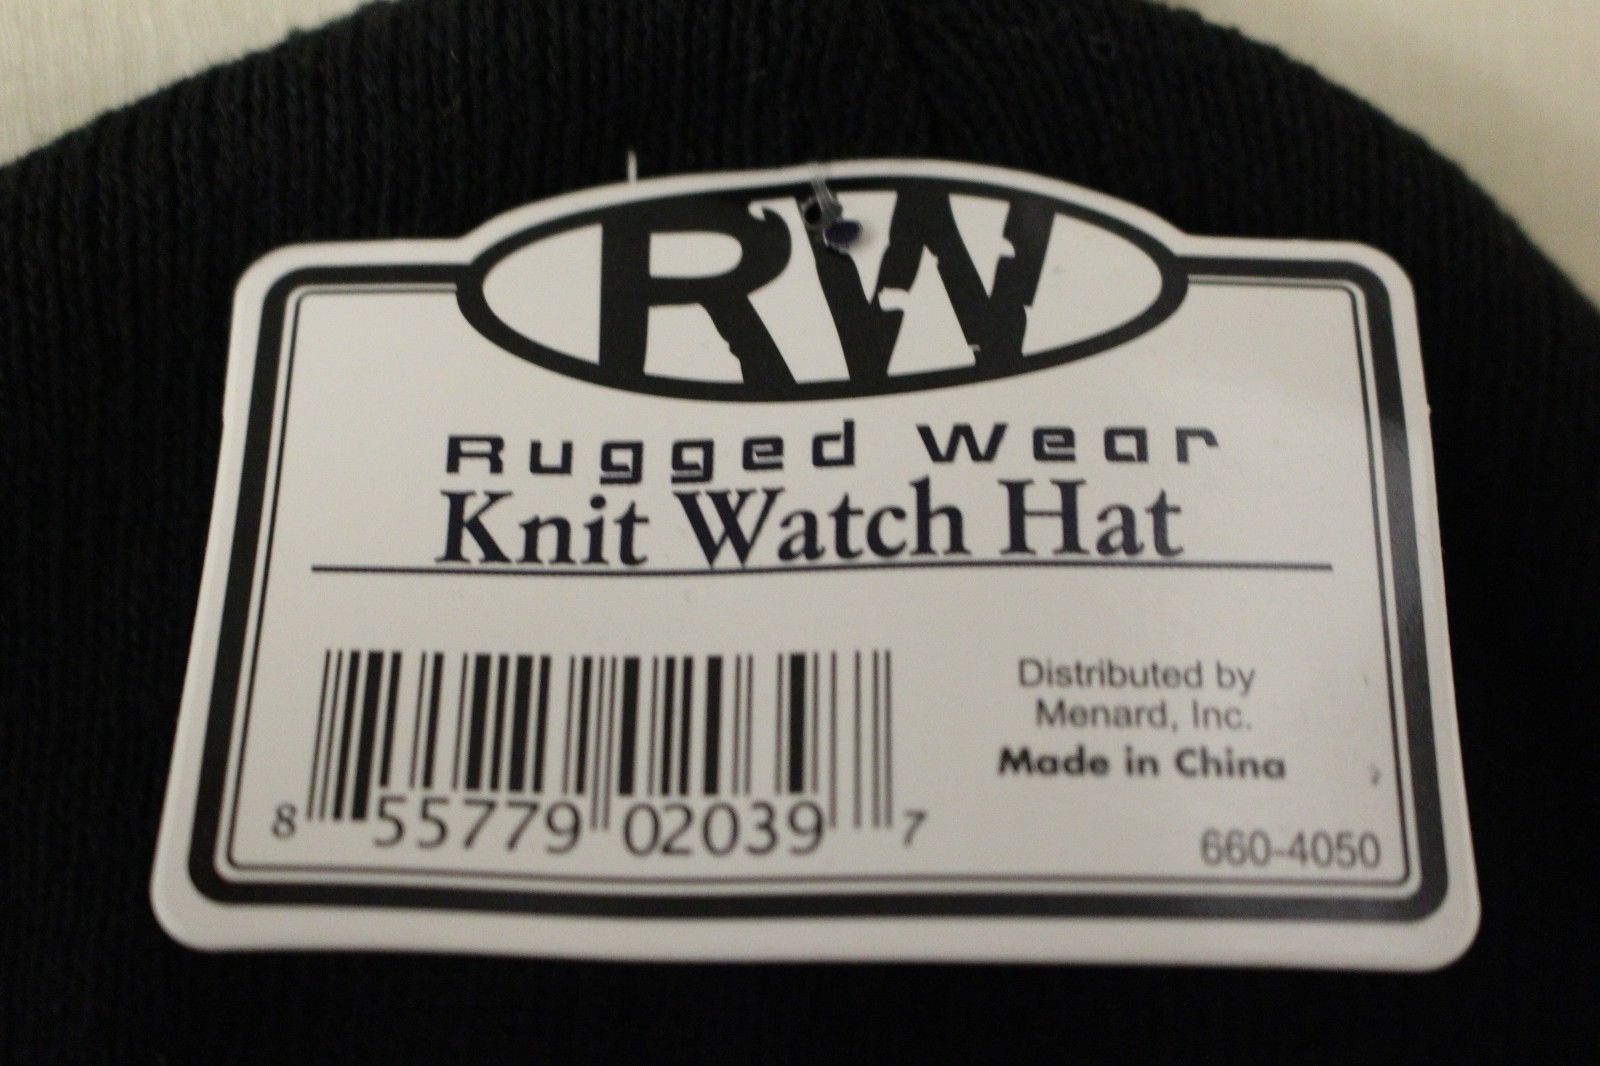 RW
Rugged Wear
Knit Watch Hat
Distributed by
Menard, Inc.
Made in China
8 55779 02039 7
660-4050